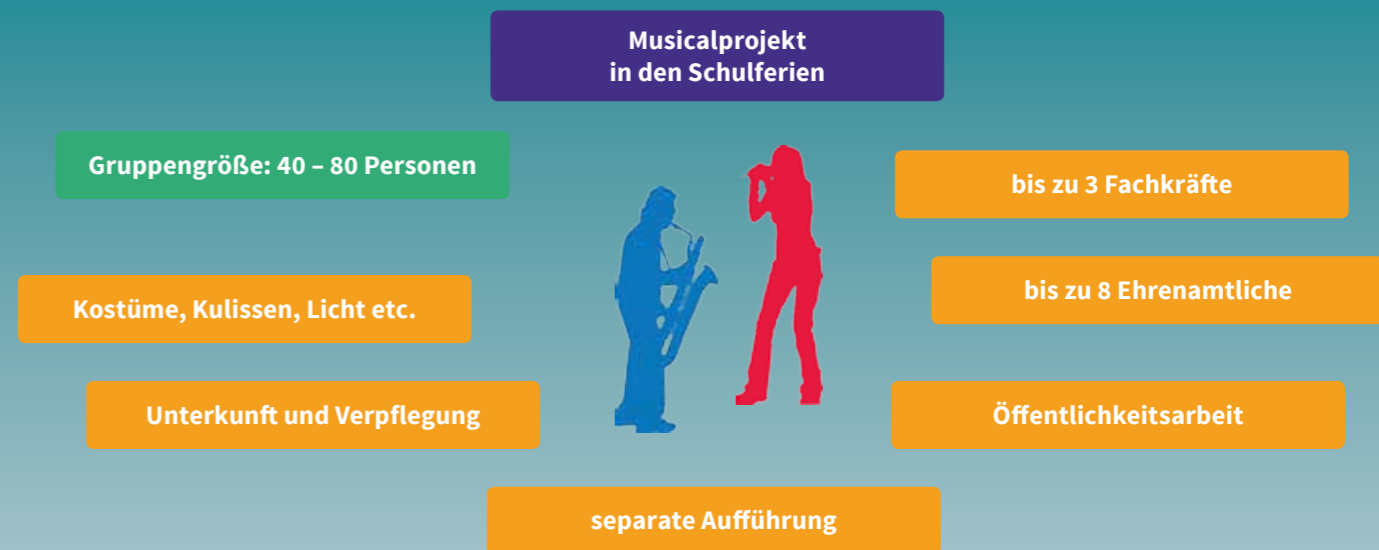 Musicalprojekt
in den Schulferien
Gruppengröße: 40 – 80 Personen
bis zu 3 Fachkräfte
Kostüme, Kulissen, Licht etc.
bis zu 8 Ehrenamtliche
Unterkunft und Verpflegung
Öffentlichkeitsarbeit
separate Aufführung